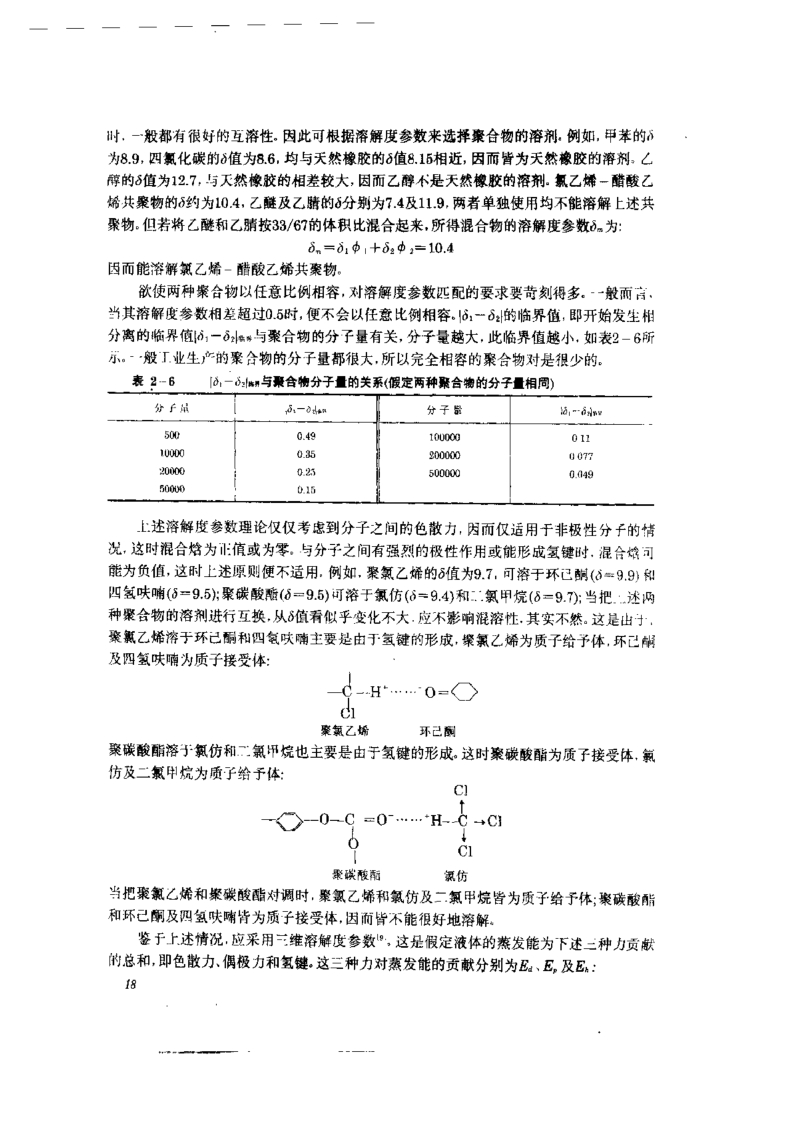 时,一般都有很好的互溶性。因此可根据溶解度参数来选择聚合物的溶剂。例如,甲苯的δ
为8.9,四氯化碳的δ值为8.6,均与天然橡胶的δ值8.15相近,因而皆为天然橡胶的溶剂。乙
醇的δ值为12.7,与天然橡胶的相差较大,因而乙醇不是天然橡胶的溶剂。氯乙烯-醋酸乙
烯共聚物的δ约为10.4,乙醚及乙腈的δ分别为7.4及11.9,两者单独使用均不能溶解上述共
聚物。但若将乙醚和乙腈按33/67的体积比混合起来,所得混合物的溶解度参数δₘ为:
δₘ=δ₁φ₁+δ₂φ₂=10.4
因而能溶解氯乙烯-醋酸乙烯共聚物。
欲使两种聚合物以任意比例相容,对溶解度参数匹配的要求要苛刻得多。一般而言,
当其溶解度参数相差超过0.5时,便不会以任意比例相容。|δ₁-δ₂|的临界值,即开始发生相
分离的临界值|δ₁-δ₂|临界与聚合物的分子量有关,分子量越大,此临界值越小,如表2-6所
示。一般工业生产的聚合物的分子量都很大,所以完全相容的聚合物对是很少的。
表 2-6 |δ₁-δ₂|临界与聚合物分子量的关系(假定两种聚合物的分子量相同)
分子量 |δ₁-δ₂|临界 分子量 |δ₁-δ₂|临界
500 0.49 100000 0.11
10000 0.35 200000 0.077
20000 0.25 500000 0.049
50000 0.15
上述溶解度参数理论仅仅考虑到分子之间的色散力,因而仅适用于非极性分子的情
况,这时混合焓为正值或为零。与分子之间有强烈的极性作用或能形成氢键时,混合焓可
能为负值,这时上述原则便不适用。例如,聚氯乙烯的δ值为9.7,可溶于环己酮(δ=9.9)和
四氢呋喃(δ=9.5);聚碳酸酯(δ=9.5)可溶于氯仿(δ=9.4)和二氯甲烷(δ=9.7);当把上述两
种聚合物的溶剂进行互换,从δ值看似乎变化不大,应不影响混溶性,其实不然。这是由于,
聚氯乙烯溶于环己酮和四氢呋喃主要是由于氢键的形成,聚氯乙烯为质子给予体,环己酮
及四氢呋喃为质子接受体:
—C—H⁺……⁻O=
Cl
聚氯乙烯 环己酮
聚碳酸酯溶于氯仿和二氯甲烷也主要是由于氢键的形成。这时聚碳酸酯为质子接受体,氯
仿及二氯甲烷为质子给予体:
Cl
—O—C=O⁻……⁺H—C→Cl
O Cl
聚碳酸酯 氯仿
当把聚氯乙烯和聚碳酸酯对调时,聚氯乙烯和氯仿及二氯甲烷皆为质子给予体;聚碳酸酯
和环己酮及四氢呋喃皆为质子接受体,因而皆不能很好地溶解。
鉴于上述情况,应采用三维溶解度参数[9],这是假定液体的蒸发能为下述三种力贡献
的总和,即色散力、偶极力和氢键。这三种力对蒸发能的贡献分别为E_d、E_p及E_h:
18